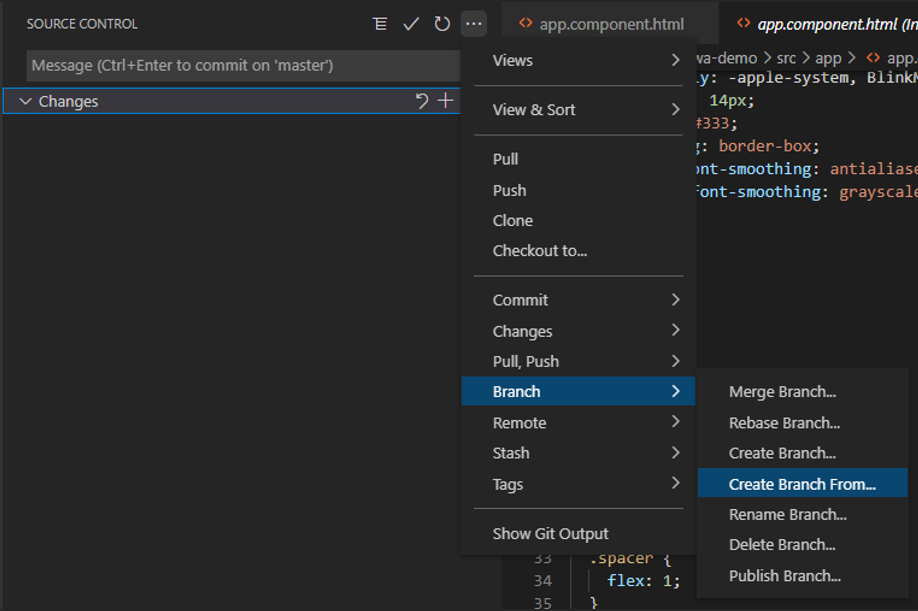 SOURCE CONTROL
Message (Ctrl+Enter to commit on 'master')
Changes
app.component.html
app.component.html (In
wa-demo > src > app > app.
ly: -apple-system, BlinkM
14px;
#333;
g: border-box;
ont-smoothing: antialiase
font-smoothing: grayscale
Views
View & Sort
Pull
Push
Clone
Checkout to...
Commit
Changes
Pull, Push
Branch
Remote
Stash
Tags
Show Git Output
Merge Branch...
Rebase Branch...
Create Branch...
Create Branch From...
Rename Branch...
Delete Branch...
Publish Branch...
33 .spacer {
34 flex: 1;
35 }